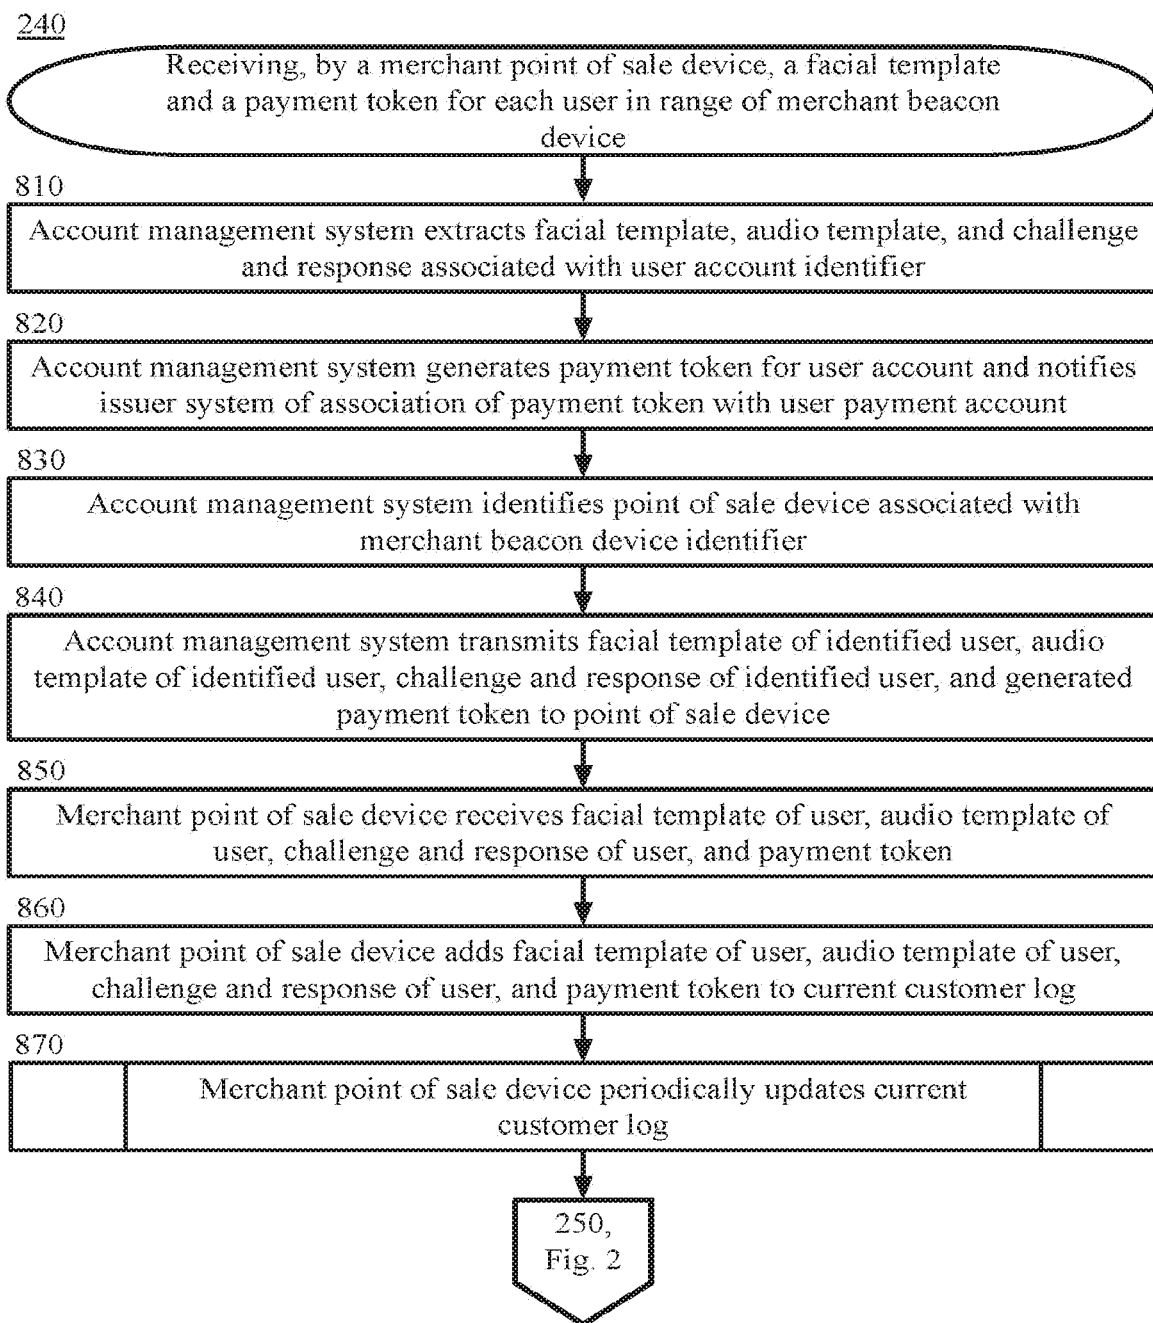 240
Receiving, by a merchant point of sale device, a facial template
and a payment token for each user in range of merchant beacon
device
810
Account management system extracts facial template, audio template, and challenge
and response associated with user account identifier
820
Account management system generates payment token for user account and notifies
issuer system of association of payment token with user payment account
830
Account management system identifies point of sale device associated with
merchant beacon device identifier
840
Account management system transmits facial template of identified user, audio
template of identified user, challenge and response of identified user, and generated
payment token to point of sale device
850
Merchant point of sale device receives facial template of user, audio template of
user, challenge and response of user, and payment token
860
Merchant point of sale device adds facial template of user, audio template of user,
challenge and response of user, and payment token to current customer log
870
Merchant point of sale device periodically updates current
customer log
250,
Fig. 2